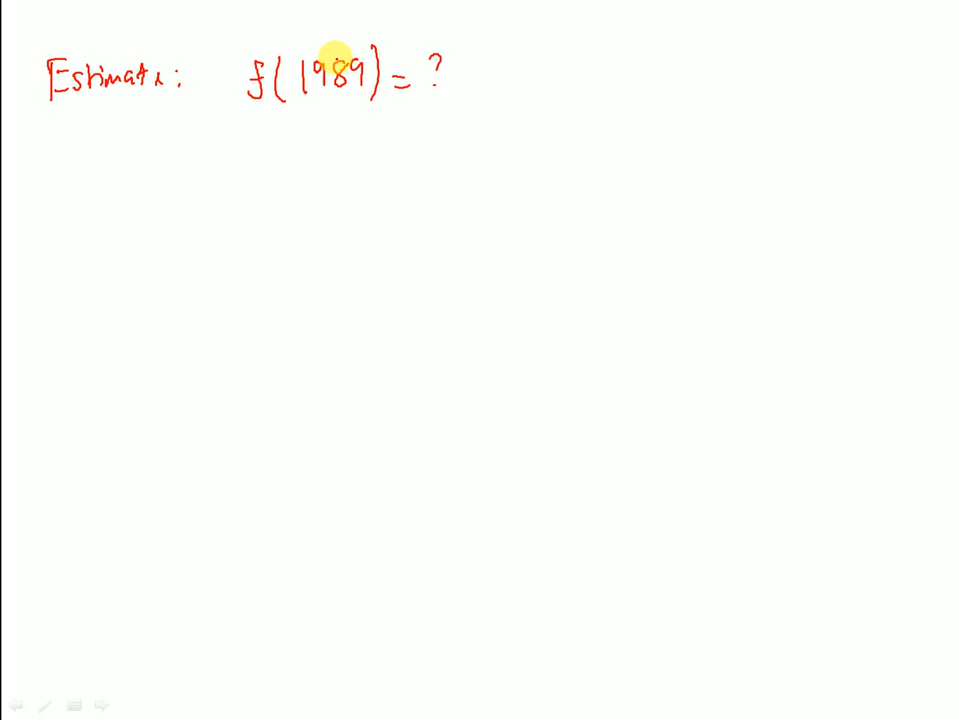 Estimate: f(1989) = ?